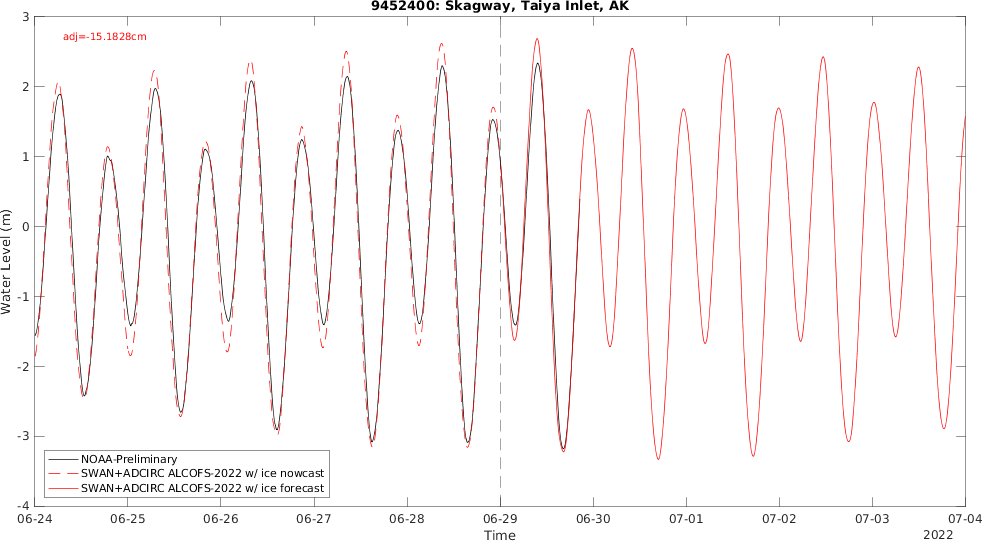 9452400: Skagway, Taiya Inlet, AK
adj=-15.1828cm
3
2
1
0
-1
-2
-3
-4
Water Level (m)
NOAA-Preliminary
SWAN+ADCIRC ALCOFS-2022 w/ ice nowcast
SWAN+ADCIRC ALCOFS-2022 w/ ice forecast
06-24 06-25 06-26 06-27 06-28 06-29 06-30 07-01 07-02 07-03 07-04
Time
2022